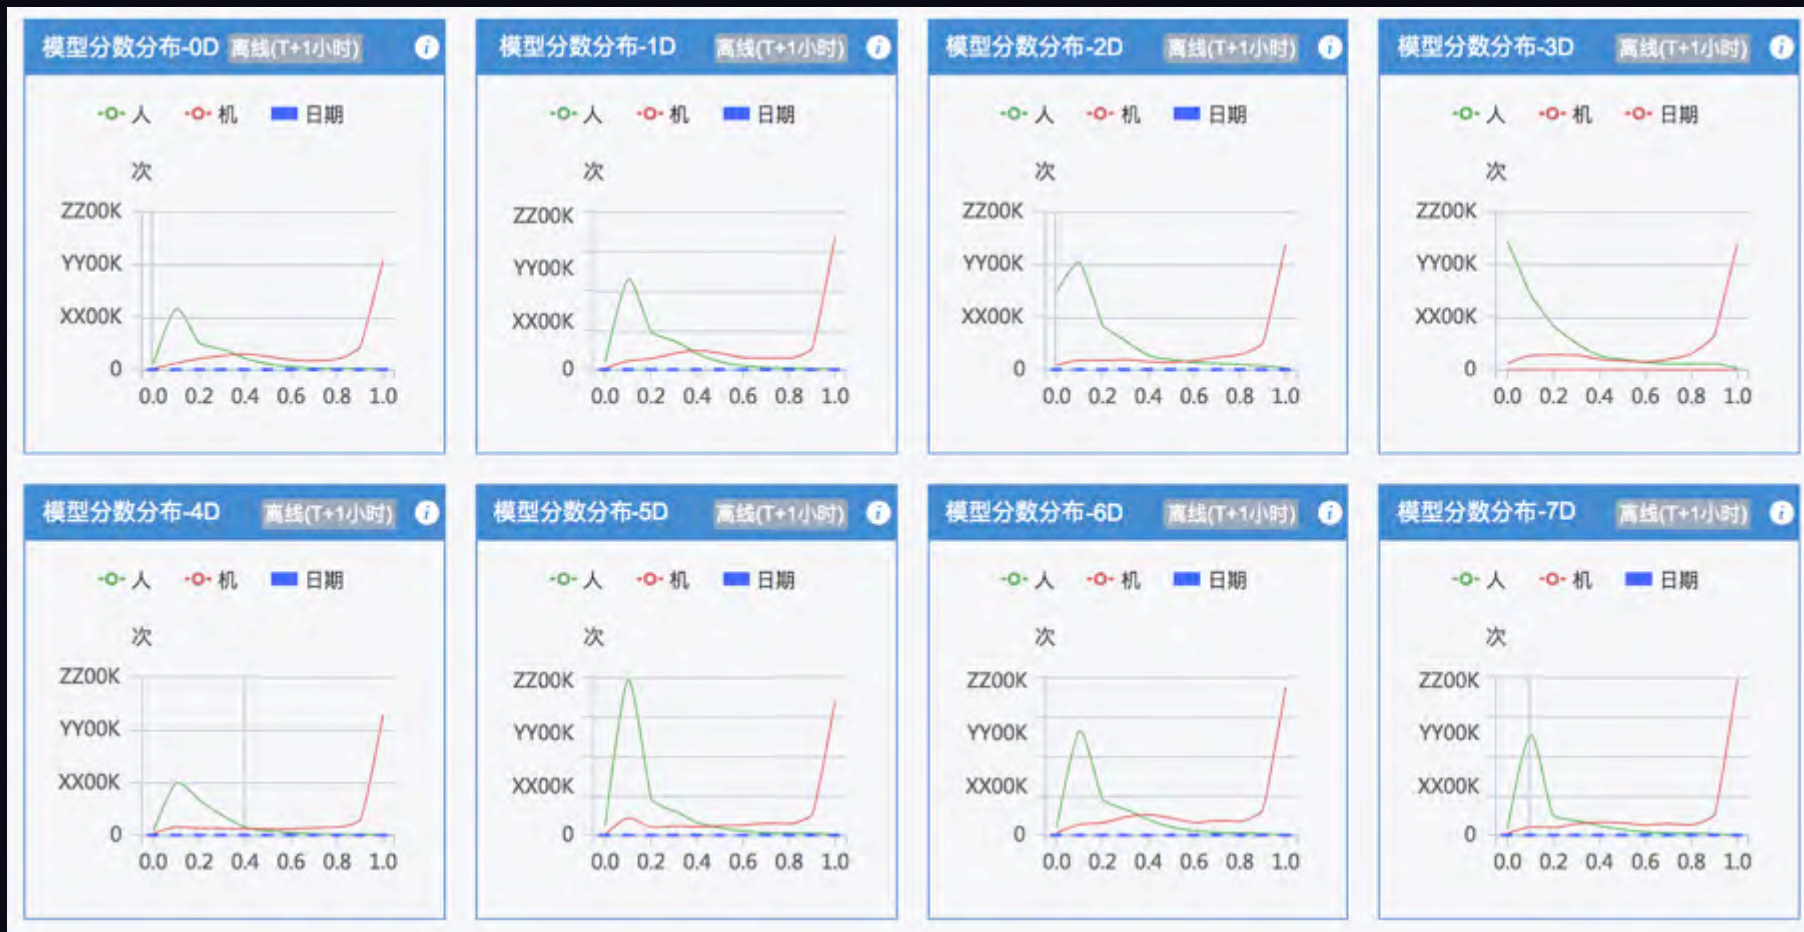 模型分数分布-0D 离线(T+1小时) i
人 机 日期
次
ZZ00K
YY00K
XX00K
0
0.0 0.2 0.4 0.6 0.8 1.0
模型分数分布-1D 离线(T+1小时) i
人 机 日期
次
ZZ00K
YY00K
XX00K
0
0.0 0.2 0.4 0.6 0.8 1.0
模型分数分布-2D 离线(T+1小时) i
人 机 日期
次
ZZ00K
YY00K
XX00K
0
0.0 0.2 0.4 0.6 0.8 1.0
模型分数分布-3D 离线(T+1小时) i
人 机 日期
次
ZZ00K
YY00K
XX00K
0
0.0 0.2 0.4 0.6 0.8 1.0
模型分数分布-4D 离线(T+1小时) i
人 机 日期
次
ZZ00K
YY00K
XX00K
0
0.0 0.2 0.4 0.6 0.8 1.0
模型分数分布-5D 离线(T+1小时) i
人 机 日期
次
ZZ00K
YY00K
XX00K
0
0.0 0.2 0.4 0.6 0.8 1.0
模型分数分布-6D 离线(T+1小时) i
人 机 日期
次
ZZ00K
YY00K
XX00K
0
0.0 0.2 0.4 0.6 0.8 1.0
模型分数分布-7D 离线(T+1小时) i
人 机 日期
次
ZZ00K
YY00K
XX00K
0
0.0 0.2 0.4 0.6 0.8 1.0